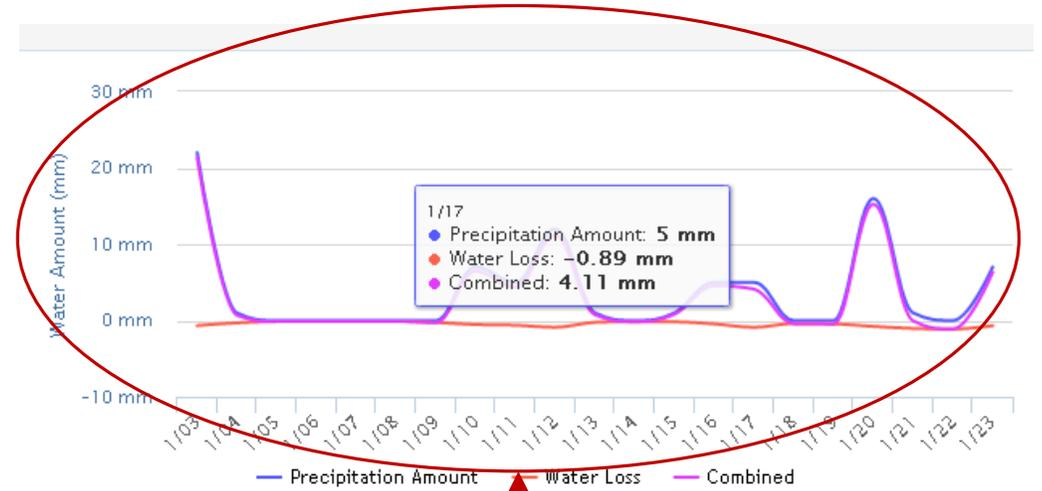 30 mm
20 mm
10 mm
0 mm
-10 mm
Water Amount (mm)
1/17
Precipitation Amount: 5 mm
Water Loss: -0.89 mm
Combined: 4.11 mm
1/03 1/04 1/05 1/06 1/07 1/08 1/09 1/10 1/11 1/12 1/13 1/14 1/15 1/16 1/17 1/18 1/19 1/20 1/21 1/22 1/23
Precipitation Amount Water Loss Combined